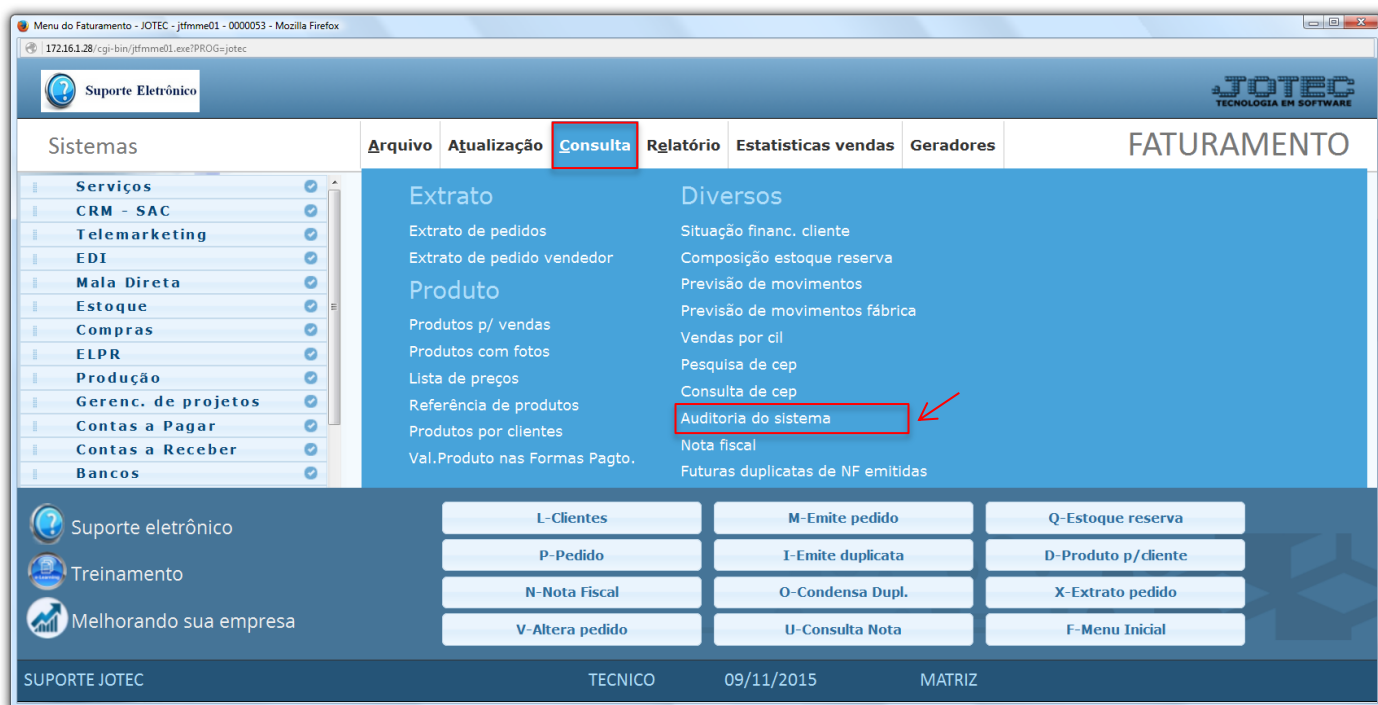 Menu do Faturamento - JOTEC - jtfmme01 - 0000053 - Mozilla Firefox
172.16.1.28/cgi-bin/jtfmme01.exe?PROG=jotec
Suporte Eletrônico
JOTEC
TECNOLOGIA EM SOFTWARE
Sistemas
Arquivo Atualização Consulta Relatório Estatisticas vendas Geradores
FATURAMENTO
Serviços
CRM - SAC
Telemarketing
EDI
Mala Direta
Estoque
Compras
ELPR
Produção
Gerenc. de projetos
Contas a Pagar
Contas a Receber
Bancos
Extrato
Extrato de pedidos
Extrato de pedido vendedor
Produto
Produtos p/ vendas
Produtos com fotos
Lista de preços
Referência de produtos
Produtos por clientes
Val.Produto nas Formas Pagto.
Diversos
Situação financ. cliente
Composição estoque reserva
Previsão de movimentos
Previsão de movimentos fábrica
Vendas por cil
Pesquisa de cep
Consulta de cep
Auditoria do sistema
Nota fiscal
Futuras duplicatas de NF emitidas
Suporte eletrônico
Treinamento
Melhorando sua empresa
L-Clientes M-Emite pedido Q-Estoque reserva
P-Pedido I-Emite duplicata D-Produto p/cliente
N-Nota Fiscal O-Condensa Dupl. X-Extrato pedido
V-Altera pedido U-Consulta Nota F-Menu Inicial
SUPORTE JOTEC TECNICO 09/11/2015 MATRIZ